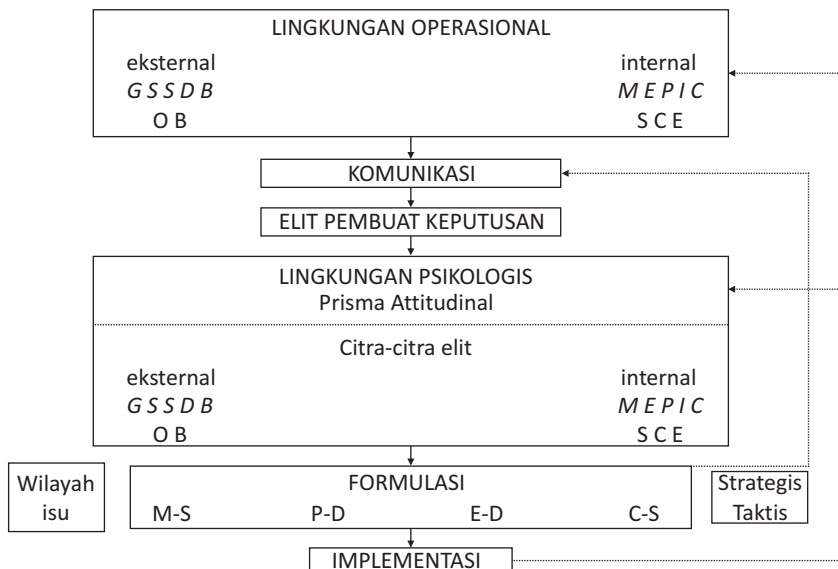 LINGKUNGAN OPERASIONAL
eksternal internal
G S S D B M E P I C
O B S C E
KOMUNIKASI
ELIT PEMBUAT KEPUTUSAN
LINGKUNGAN PSIKOLOGIS
Prisma Attitudinal
Citra-citra elit
eksternal internal
G S S D B M E P I C
O B S C E
Wilayah
isu
FORMULASI
M-S P-D E-D C-S
Strategis
Taktis
IMPLEMENTASI